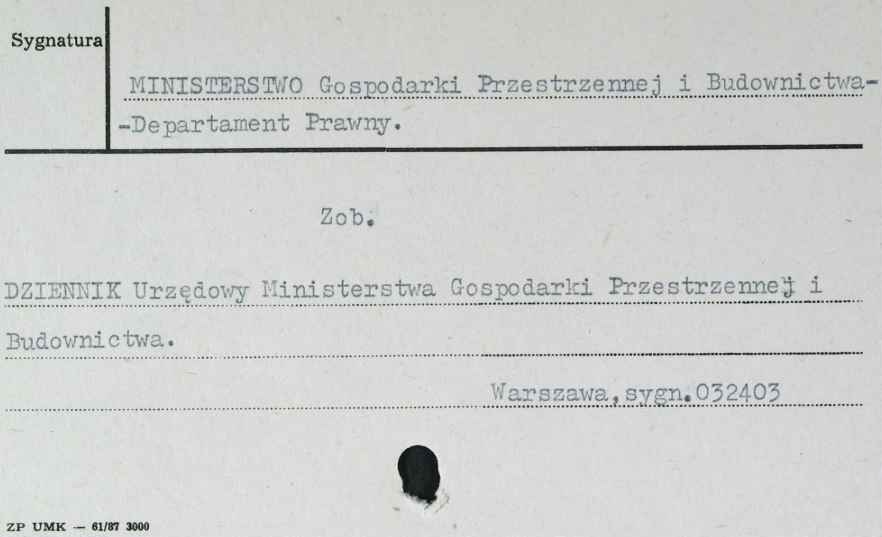 Sygnatura
MINISTERSTWO Gospodarki Przestrzennej i Budownictwa-
-Departament Prawny.
Zob.
DZIENNIK Urzędowy Ministerstwa Gospodarki Przestrzennej i
Budownictwa.
Warszawa,sygn.032403
ZP UMK — 61/87 3000